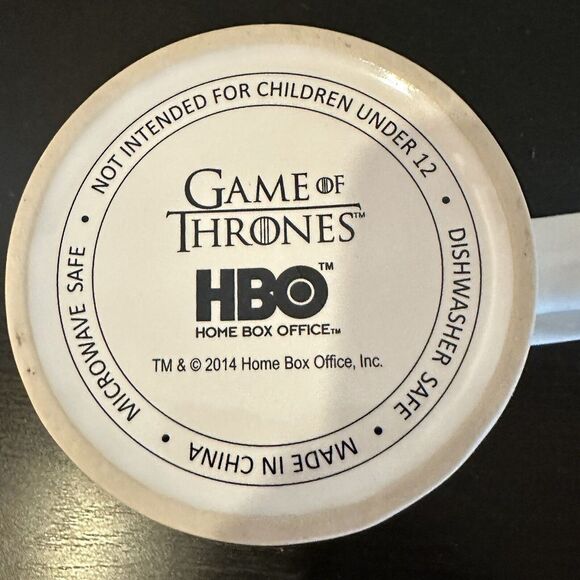 NOT INTENDED FOR CHILDREN UNDER 12 • DISHWASHER SAFE • MADE IN CHINA • MICROWAVE SAFE •
GAME OF
THRONES™
HBO™
HOME BOX OFFICE™
TM & © 2014 Home Box Office, Inc.